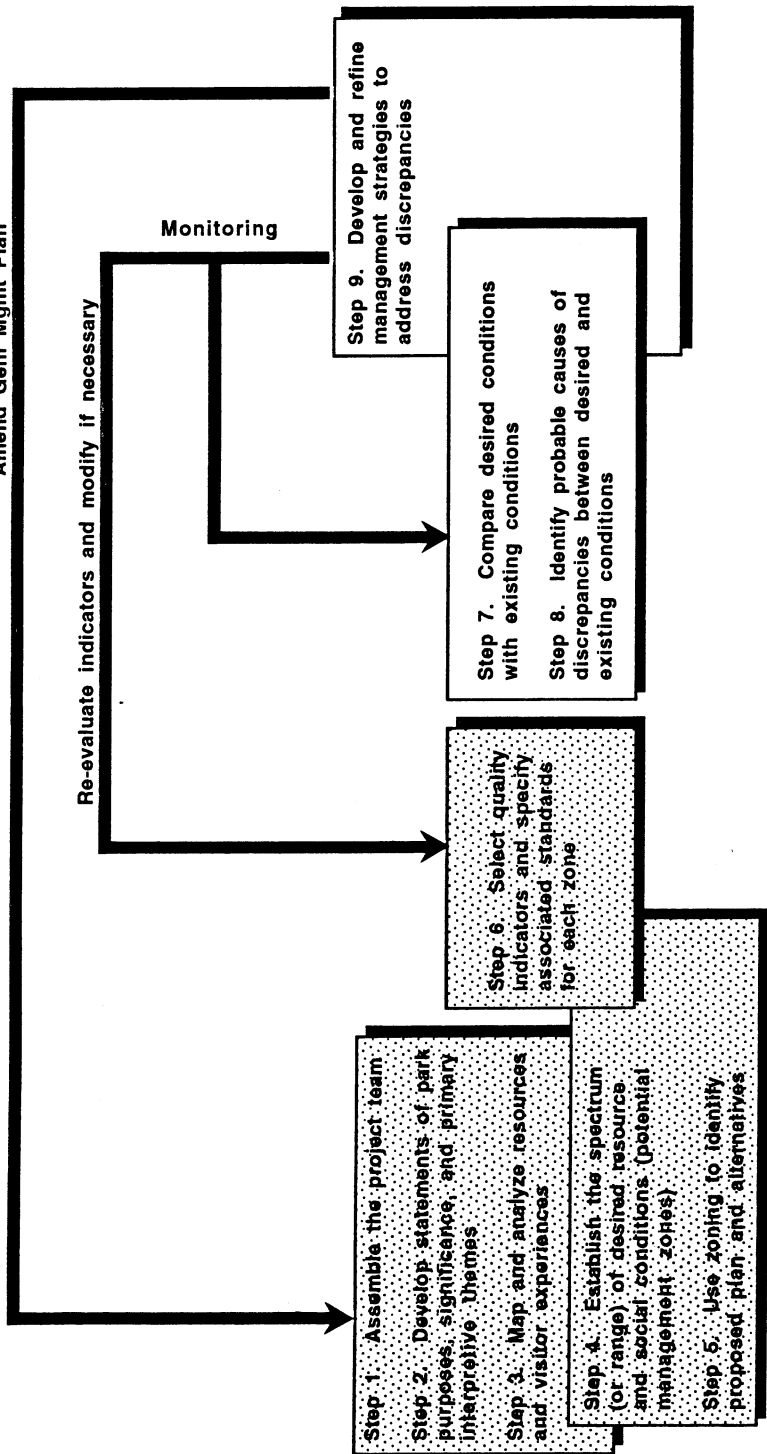 Amend Genl Mgmt Plan
Re-evaluate indicators and modify if necessary
Monitoring
Step 1. Assemble the project team
Step 2. Develop statements of park
purposes, significance, and primary
interpretive themes
Step 3. Map and analyze resources
and visitor experiences
Step 4. Establish the spectrum
(or range) of desired resource
and social conditions (potential
management zones)
Step 5. Use zoning to identify
proposed plan and alternatives
Step 6. Select quality
indicators and specify
associated standards
for each zone
Step 7. Compare desired conditions
with existing conditions
Step 8. Identify probable causes of
discrepancies between desired and
existing conditions
Step 9. Develop and refine
management strategies to
address discrepancies